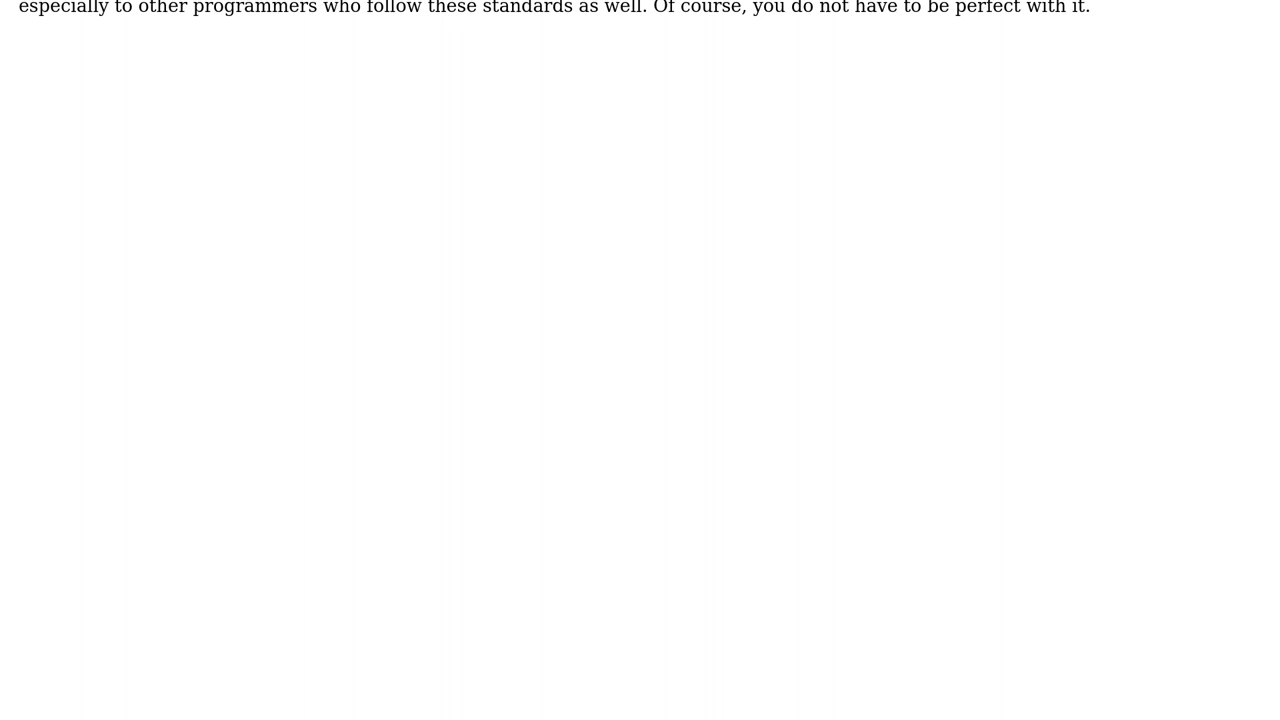 especially to other programmers who follow these standards as well. Of course, you do not have to be perfect with it.